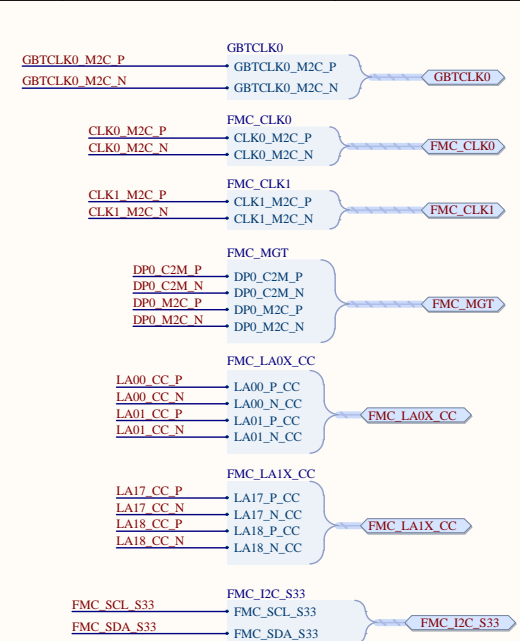 GBTCLK0
GBTCLK0_M2C_P GBTCLK0_M2C_P
GBTCLK0
GBTCLK0_M2C_N GBTCLK0_M2C_N
FMC_CLK0
CLK0_M2C_P CLK0_M2C_P
FMC_CLK0
CLK0_M2C_N CLK0_M2C_N
FMC_CLK1
CLK1_M2C_P CLK1_M2C_P
FMC_CLK1
CLK1_M2C_N CLK1_M2C_N
FMC_MGT
DP0_C2M_P DP0_C2M_P
DP0_C2M_N DP0_C2M_N
FMC_MGT
DP0_M2C_P DP0_M2C_P
DP0_M2C_N DP0_M2C_N
FMC_LA0X_CC
LA00_CC_P LA00_P_CC
LA00_CC_N LA00_N_CC
FMC_LA0X_CC
LA01_CC_P LA01_P_CC
LA01_CC_N LA01_N_CC
FMC_LA1X_CC
LA17_CC_P LA17_P_CC
LA17_CC_N LA17_N_CC
FMC_LA1X_CC
LA18_CC_P LA18_P_CC
LA18_CC_N LA18_N_CC
FMC_I2C_S33
FMC_SCL_S33 FMC_SCL_S33
FMC_I2C_S33
FMC_SDA_S33 FMC_SDA_S33